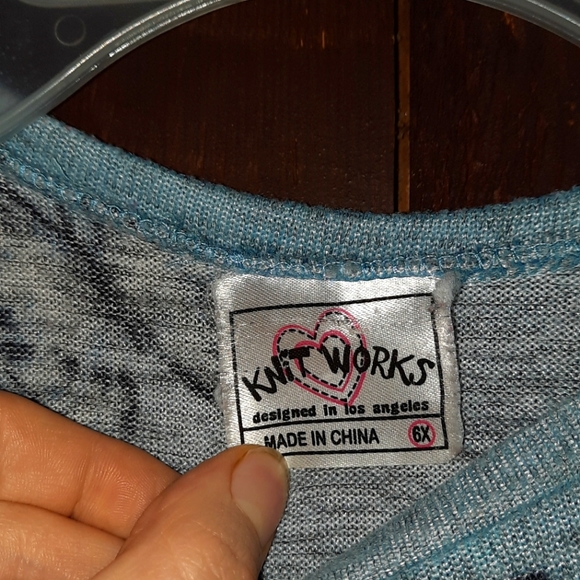 KNiT WORKS
designed in los angeles
MADE IN CHINA 6X